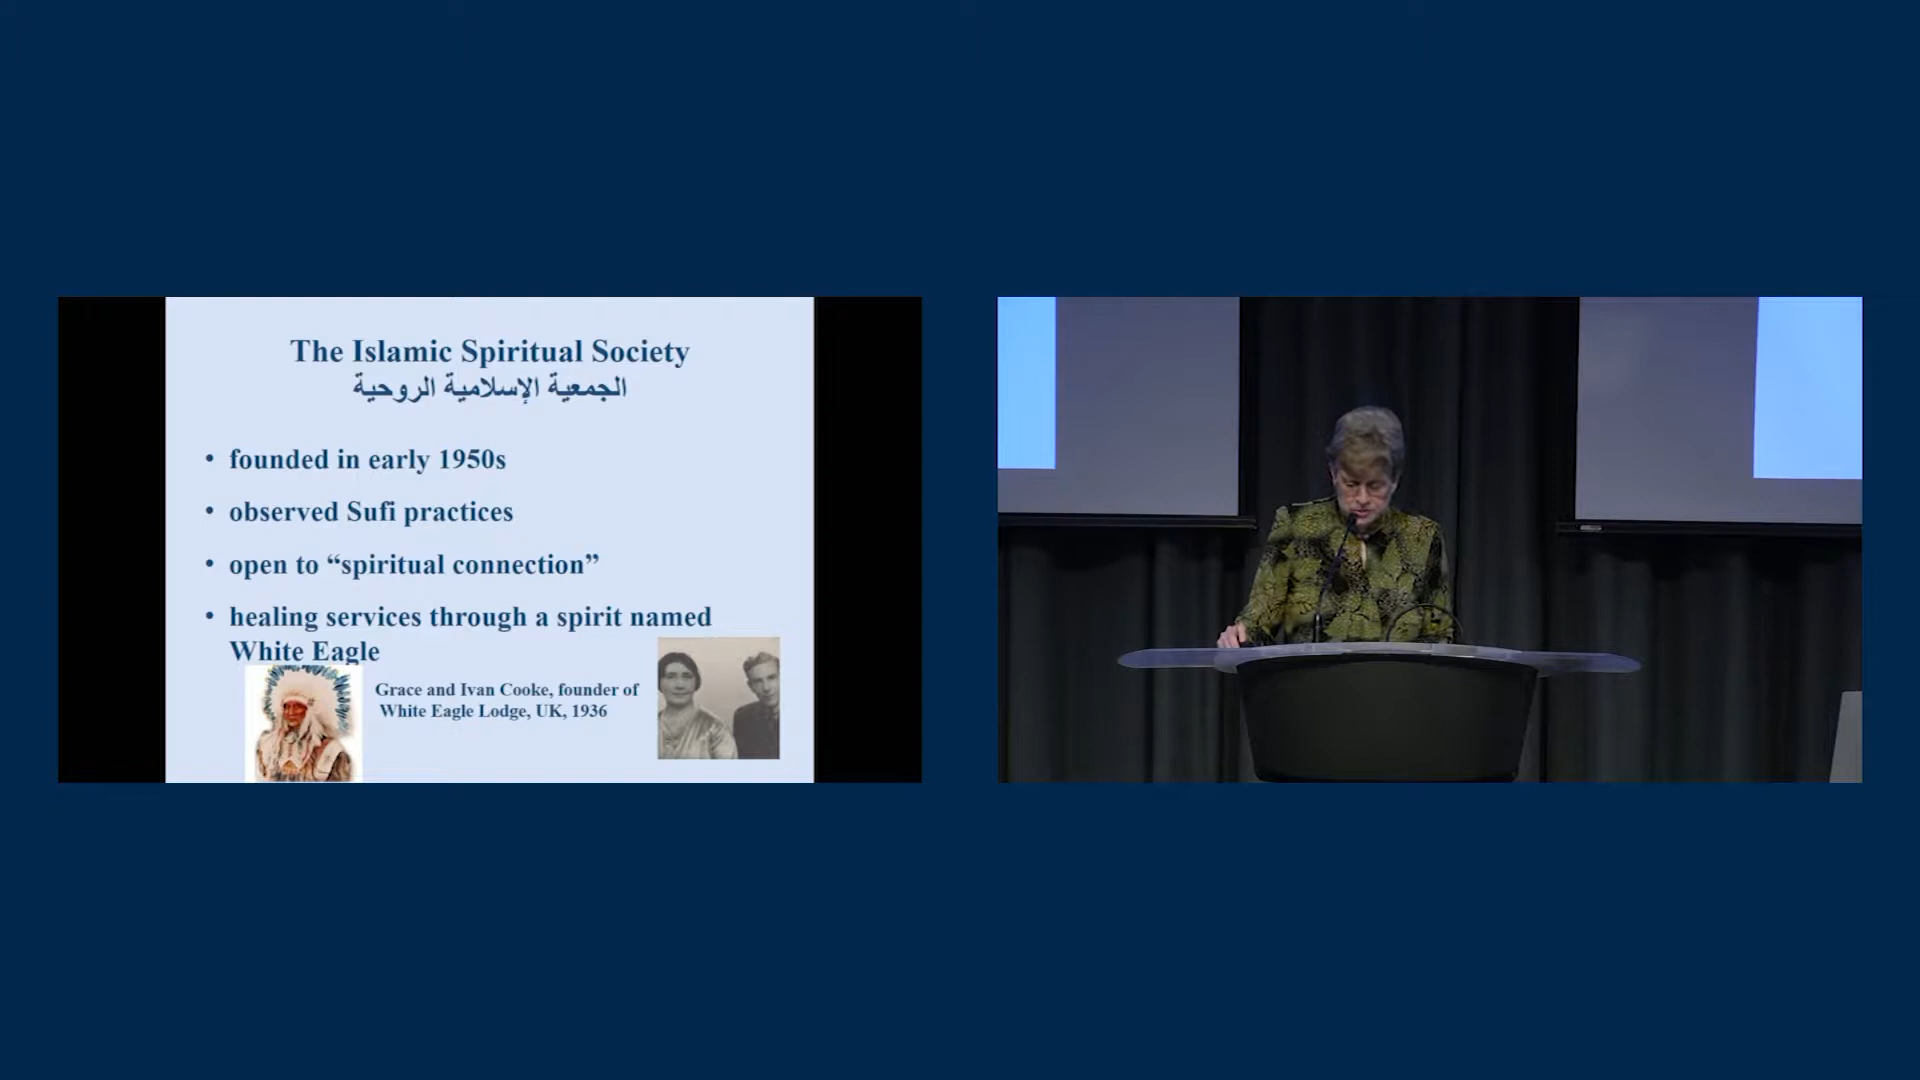 The Islamic Spiritual Society
الجمعية الإسلامية الروحية
• founded in early 1950s
• observed Sufi practices
• open to “spiritual connection”
• healing services through a spirit named
White Eagle
Grace and Ivan Cooke, founder of
White Eagle Lodge, UK, 1936